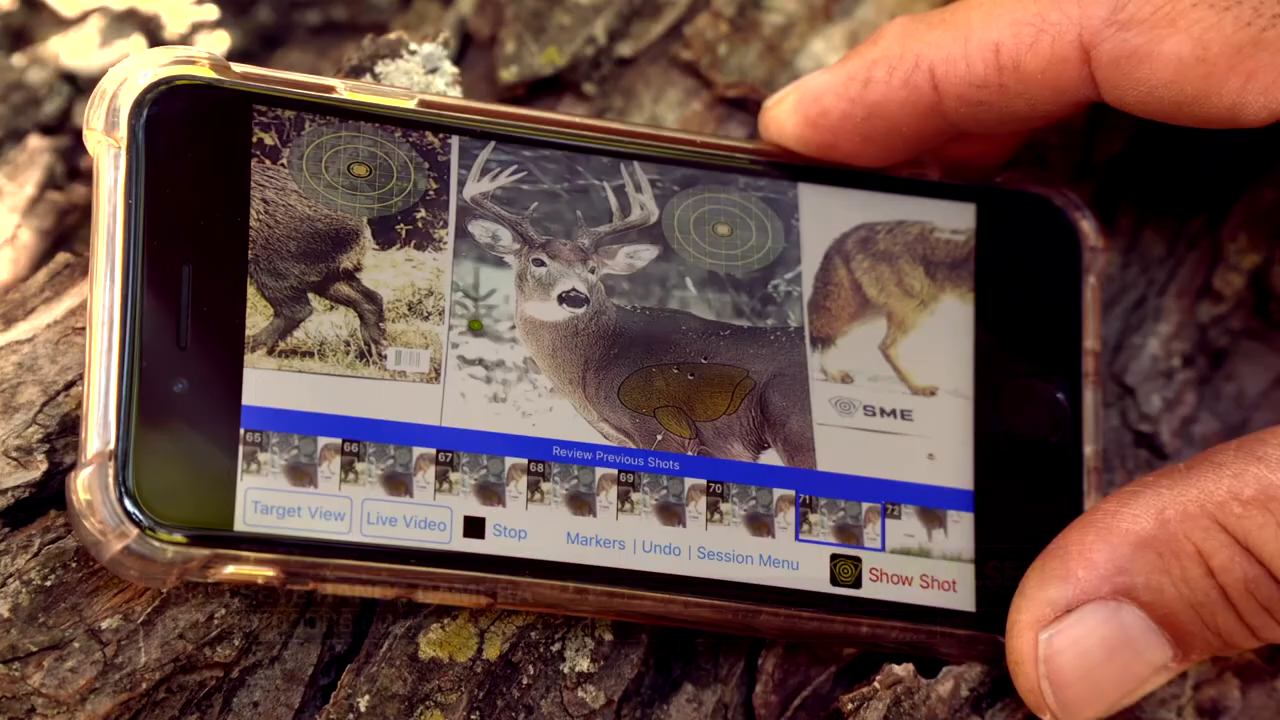 SME
Review Previous Shots
65 66 67 68 69 70 71 72
Target View Live Video Stop Markers | Undo | Session Menu Show Shot